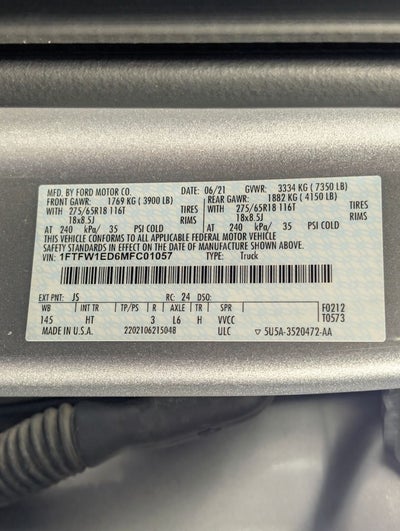 MFD. BY FORD MOTOR CO. DATE: 06/21 GVWR: 3334 KG ( 7350 LB)
FRONT GAWR: 1769 KG ( 3900 LB) REAR GAWR: 1882 KG ( 4150 LB)
WITH 275/65R18 116T TIRES WITH 275/65R18 116T TIRES
18x8.5J RIMS 18x8.5J RIMS
AT 240 kPa/ 35 PSI COLD AT 240 kPa/ 35 PSI COLD
THIS VEHICLE CONFORMS TO ALL APPLICABLE FEDERAL MOTOR VEHICLE
SAFETY STANDARDS IN EFFECT ON THE DATE OF MANUFACTURE SHOWN ABOVE.
VIN: 1FTFW1ED6MFC01057 TYPE: Truck
EXT PNT: JS RC: 24 DSO:
WB INT TR TP/PS R AXLE TR SPR F0212
145 HT 3 L6 H VVCC T0573
MADE IN U.S.A. 2202106215048 ULC ▽ 5U5A-3520472-AA